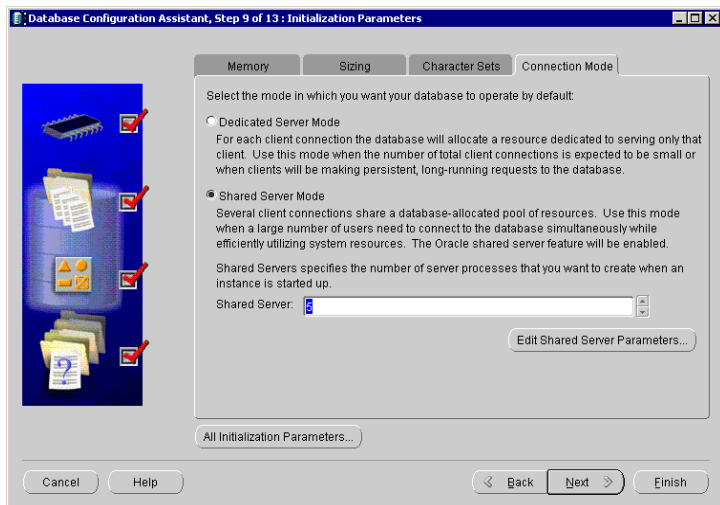 Database Configuration Assistant, Step 9 of 13 : Initialization Parameters
Memory
Sizing
Character Sets
Connection Mode
Select the mode in which you want your database to operate by default:
Dedicated Server Mode
For each client connection the database will allocate a resource dedicated to serving only that
client. Use this mode when the number of total client connections is expected to be small or
when clients will be making persistent, long-running requests to the database.
Shared Server Mode
Several client connections share a database-allocated pool of resources. Use this mode
when a large number of users need to connect to the database simultaneously while
efficiently utilizing system resources. The Oracle shared server feature will be enabled.
Shared Servers specifies the number of server processes that you want to create when an
instance is started up.
Shared Server: 5
Edit Shared Server Parameters...
?
All Initialization Parameters...
Cancel
Help
Back
Next
Finish